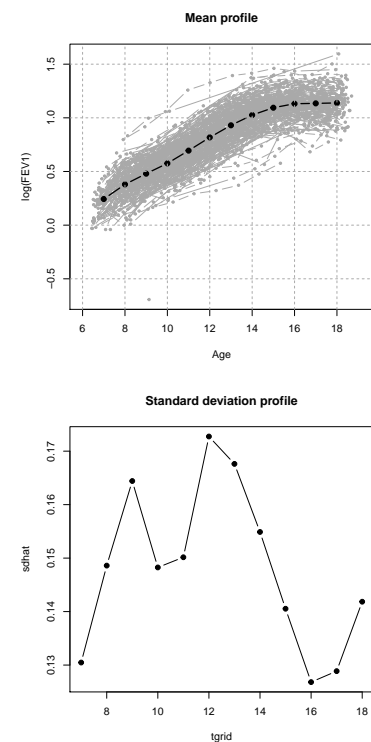 Mean profile
1.5
1.0
0.5
0.0
−0.5
log(FEV1)
6 8 10 12 14 16 18
Age
Standard deviation profile
0.17
0.16
0.15
0.14
0.13
sdhat
8 10 12 14 16 18
tgrid